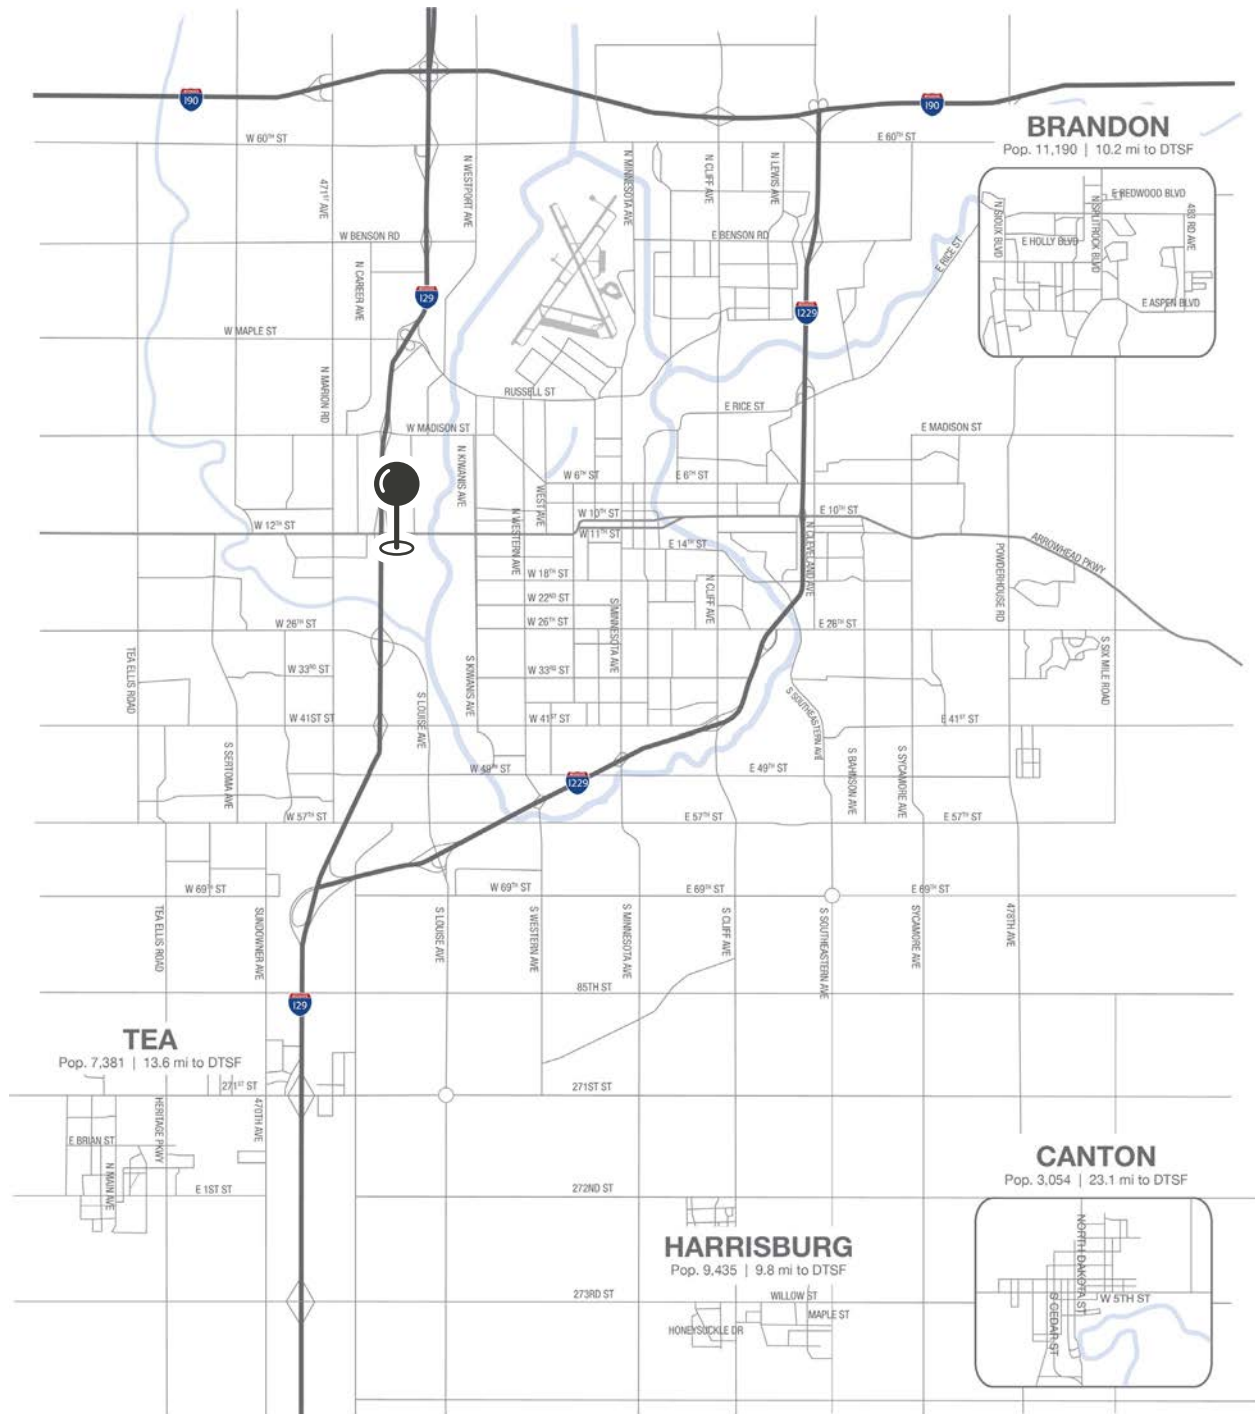 I90
I90
BRANDON
Pop. 11,190 | 10.2 mi to DTSF
W 60TH ST
E 60TH ST
471ST AVE
N WESTPORT AVE
N MINNESOTA AVE
N CLIFF AVE
N LEWIS AVE
E REDWOOD BLVD
N SIOUX BLVD
N SPLITROCK BLVD
483 RD AVE
E HOLLY BLVD
E ASPEN BLVD
W BENSON RD
E BENSON RD
E RICE ST
N CAREER AVE
I29
I229
W MAPLE ST
N MARION RD
RUSSELL ST
E RICE ST
W MADISON ST
E MADISON ST
N KIWANIS AVE
W 6TH ST
E 6TH ST
WEST AVE
N WESTERN AVE
W 10TH ST
E 10TH ST
W 12TH ST
W 11TH ST
E 14TH ST
N CLEVELAND AVE
ARROWHEAD PKWY
POWDERHOUSE RD
W 18TH ST
N CLIFF AVE
W 22ND ST
S MINNESOTA AVE
W 26TH ST
W 26TH ST
E 26TH ST
TEA ELLIS ROAD
W 33RD ST
S KIWANIS AVE
W 33RD ST
S SIX MILE ROAD
S LOUISE AVE
S SOUTHEASTERN AVE
W 41ST ST
W 41ST ST
E 41ST ST
S SERTOMA AVE
S BAHNSON AVE
S SYCAMORE AVE
W 49TH ST
I229
E 49TH ST
W 57TH ST
E 57TH ST
E 57TH ST
W 69TH ST
W 69TH ST
E 69TH ST
E 69TH ST
TEA ELLIS ROAD
SUNDOWNER AVE
S LOUISE AVE
S WESTERN AVE
S MINNESOTA AVE
S CLIFF AVE
S SOUTHEASTERN AVE
SYCAMORE AVE
478TH AVE
85TH ST
I29
TEA
Pop. 7,381 | 13.6 mi to DTSF
271ST ST
271ST ST
HERITAGE PKWY
470TH AVE
E BRIAN ST
N MAIN AVE
E 1ST ST
272ND ST
CANTON
Pop. 3,054 | 23.1 mi to DTSF
NORTH DAKOTA ST
W 5TH ST
S CEDAR ST
HARRISBURG
Pop. 9,435 | 9.8 mi to DTSF
273RD ST
WILLOW ST
MAPLE ST
HONEYSUCKLE DR